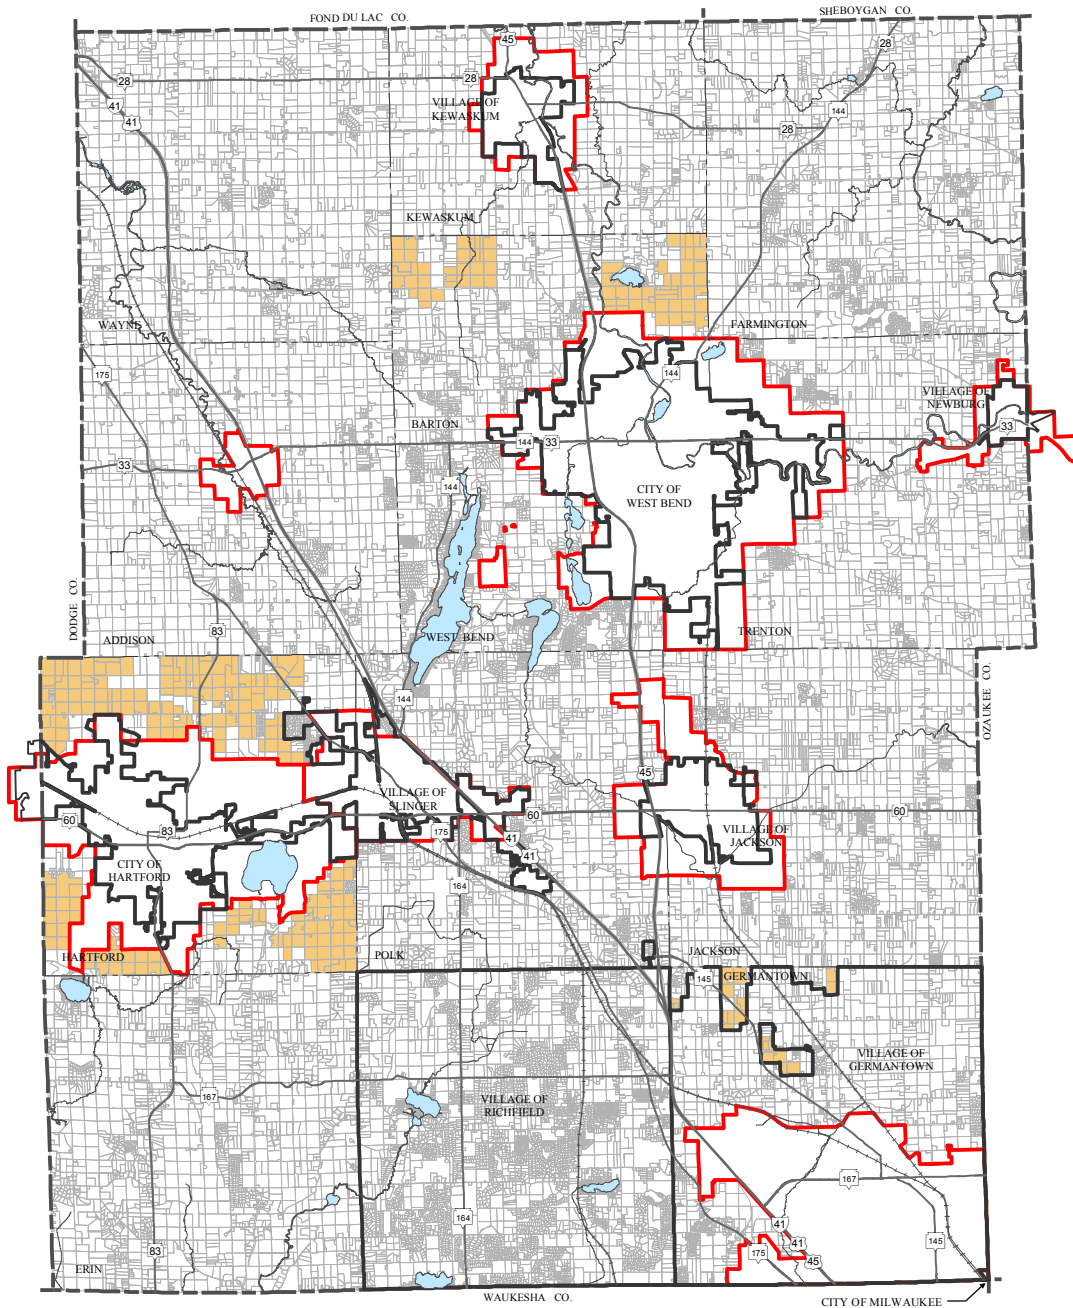 FOND DU LAC CO.
SHEBOYGAN CO.
45
28
28
28
41
41
VILLAGE OF
KEWASKUM
144
28
KEWASKUM
WAYNE
FARMINGTON
175
144
VILLAGE OF
NEWBURG
BARTON
33
144
33
33
144
CITY OF
WEST BEND
DODGE CO.
83
ADDISON
WEST BEND
TRENTON
OZAUKEE CO.
144
45
VILLAGE OF
SLINGER
60
60
60
83
175
41
41
VILLAGE OF
JACKSON
CITY OF
HARTFORD
164
HARTFORD
POLK
JACKSON
GERMANTOWN
145
VILLAGE OF
GERMANTOWN
167
VILLAGE OF
RICHFIELD
167
164
41
41
45
175
145
83
ERIN
WAUKESHA CO.
CITY OF MILWAUKEE